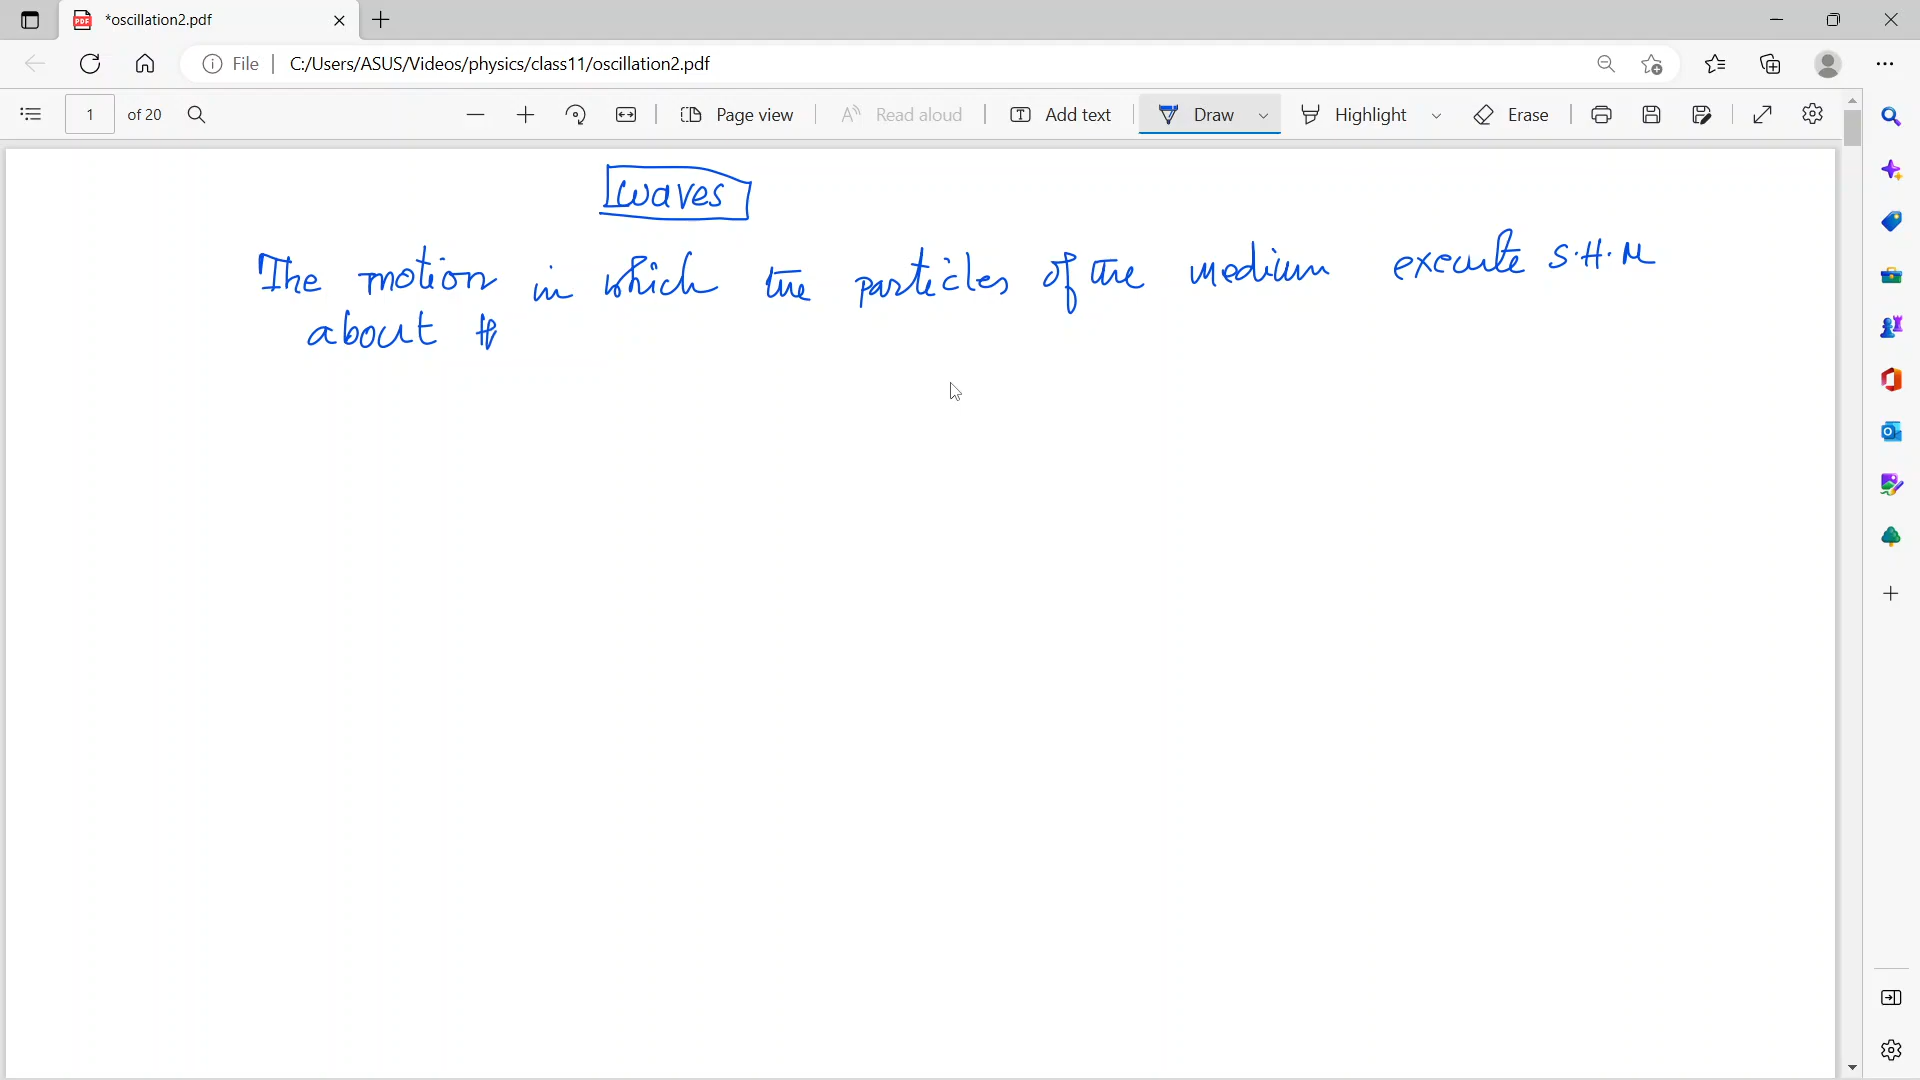 *oscillation2.pdf
File | C:/Users/ASUS/Videos/physics/class11/oscillation2.pdf
1 of 20 Page view Read aloud Add text Draw Highlight Erase
waves
The motion in which the particles of the medium execute S.H.M
about